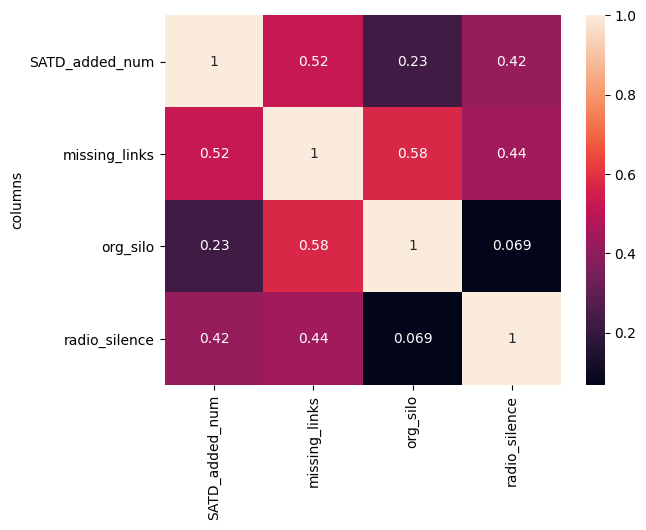 SATD_added_num 1 0.52 0.23 0.42
missing_links 0.52 1 0.58 0.44
org_silo 0.23 0.58 1 0.069
radio_silence 0.42 0.44 0.069 1
columns
SATD_added_num
missing_links
org_silo
radio_silence
1.0
0.8
0.6
0.4
0.2